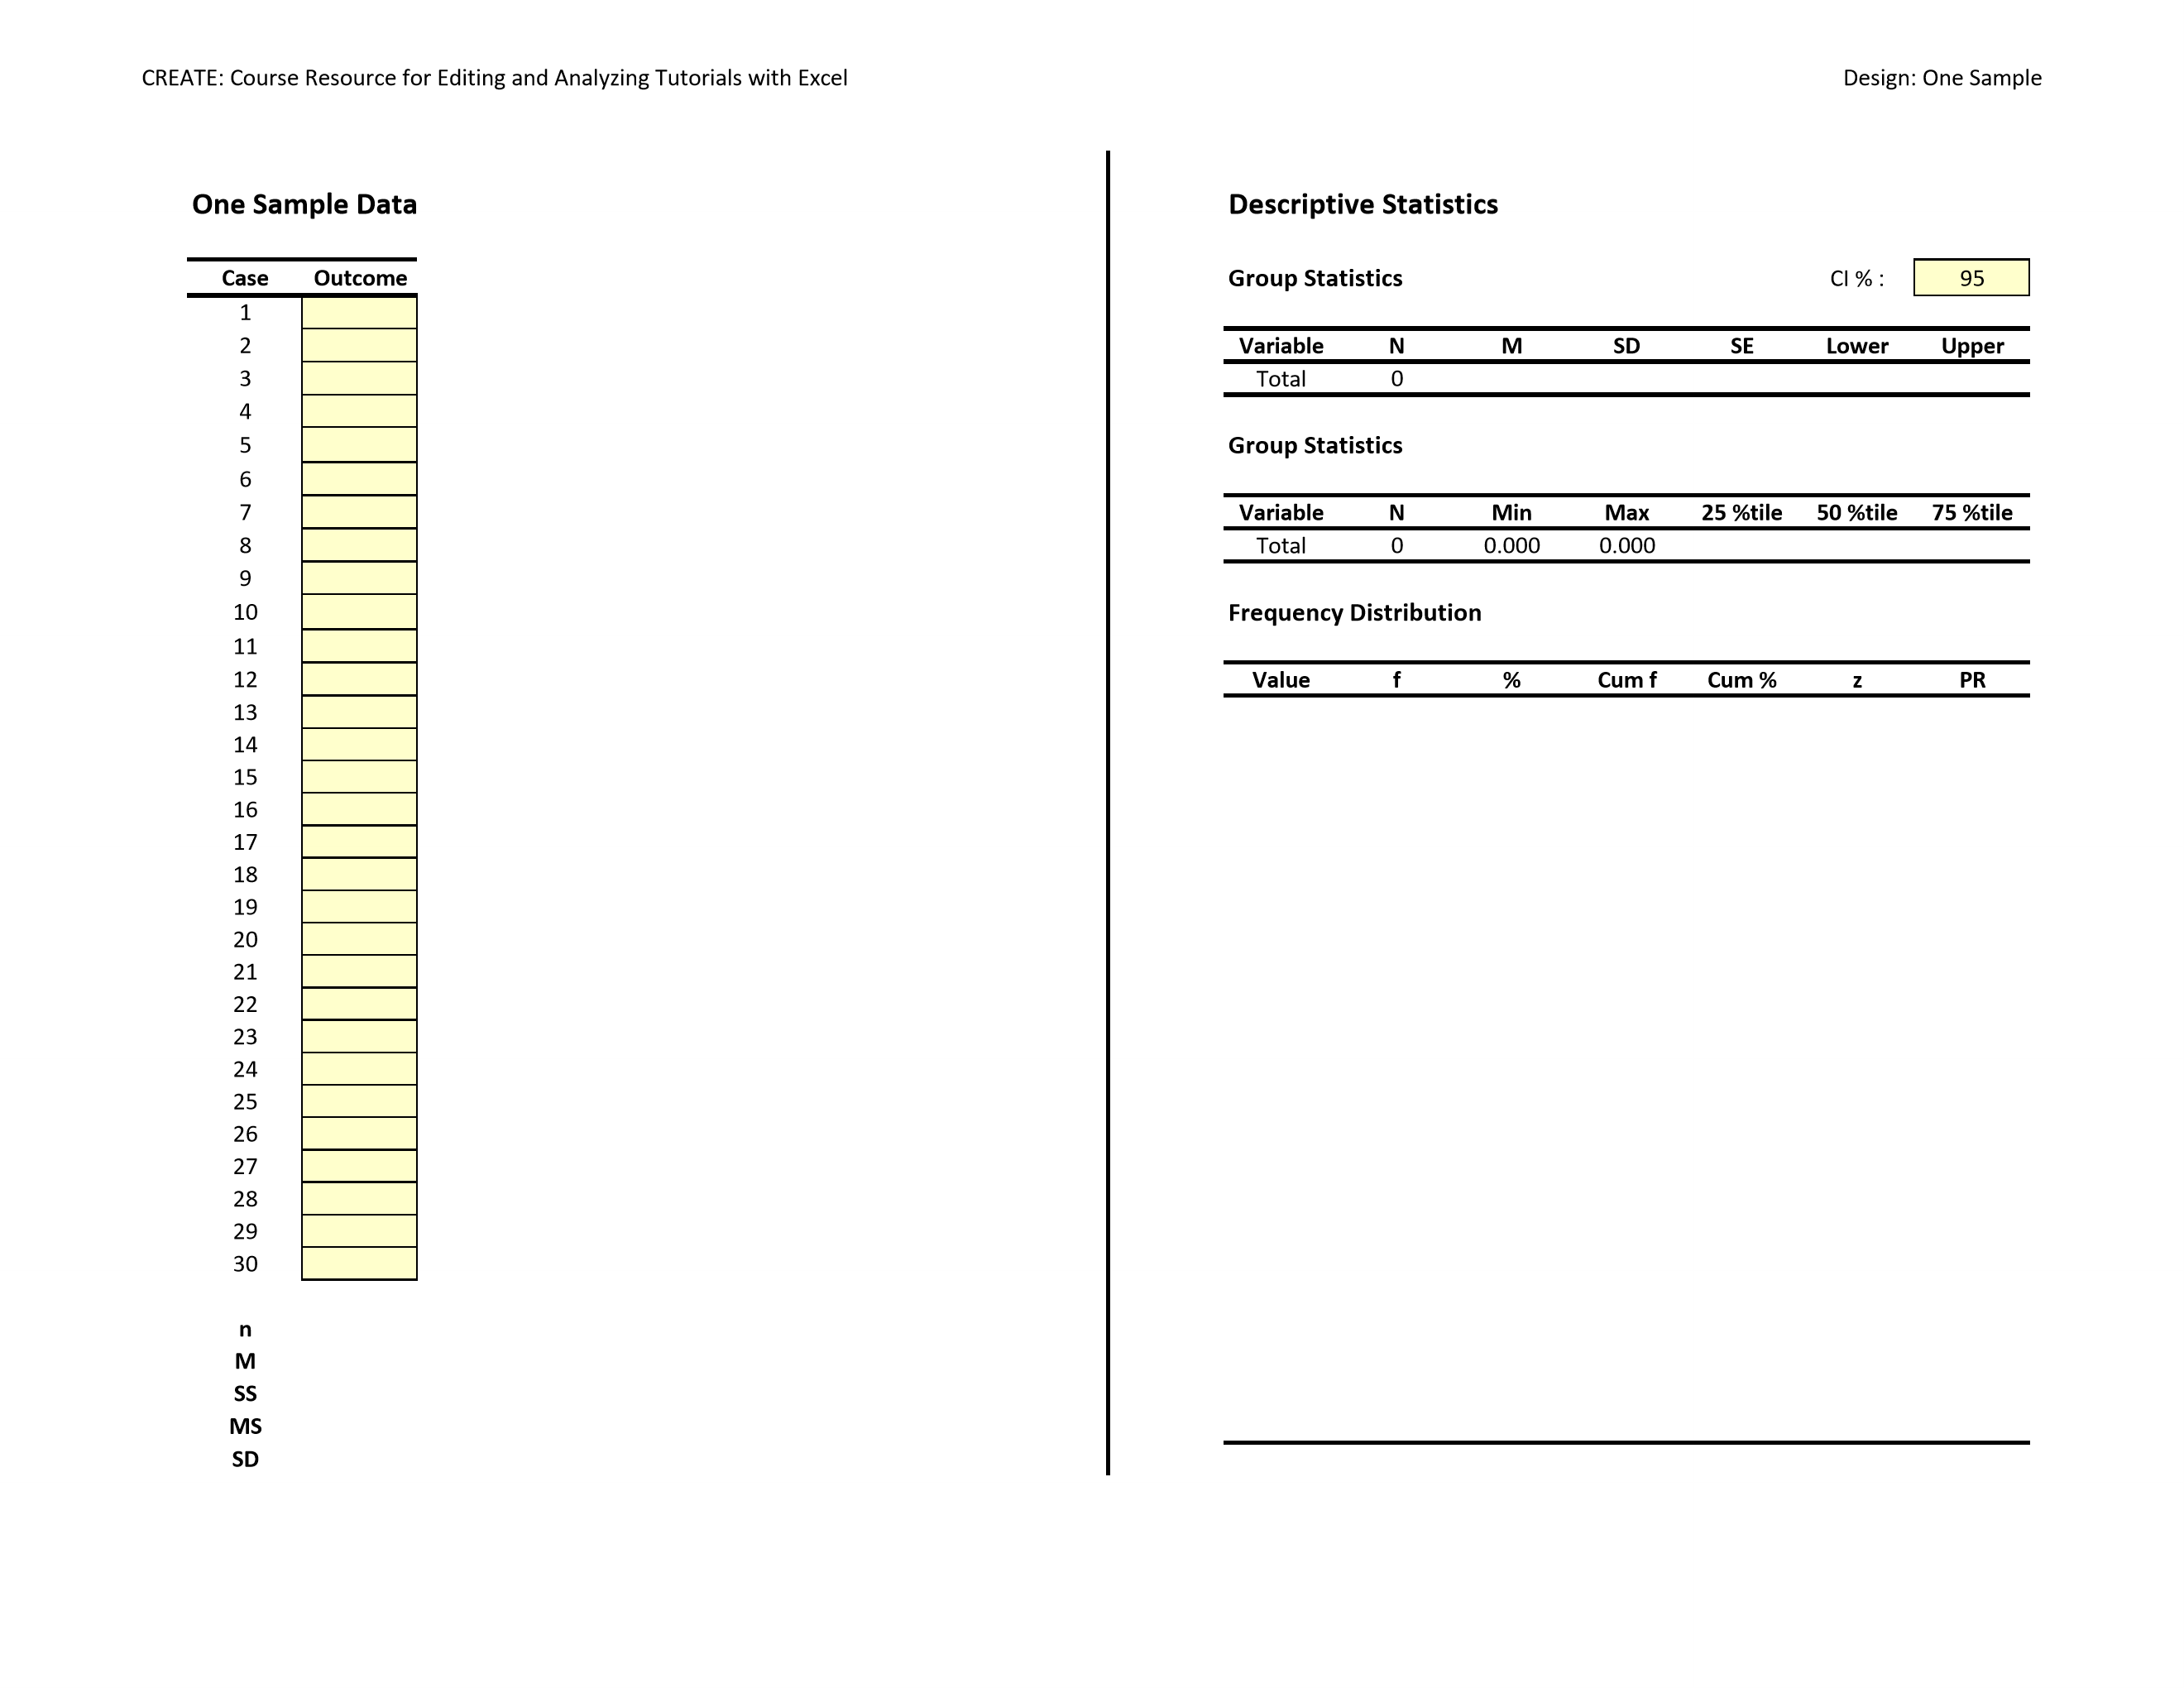 CREATE: Course Resource for Editing and Analyzing Tutorials with Excel
Design: One Sample
One Sample Data
Case Outcome
1
2
3
4
5
6
7
8
9
10
11
12
13
14
15
16
17
18
19
20
21
22
23
24
25
26
27
28
29
30
n
M
SS
MS
SD
Descriptive Statistics
Group Statistics CI % : 95
Variable N M SD SE Lower Upper
Total 0
Group Statistics
Variable N Min Max 25 %tile 50 %tile 75 %tile
Total 0 0.000 0.000
Frequency Distribution
Value f % Cum f Cum % z PR